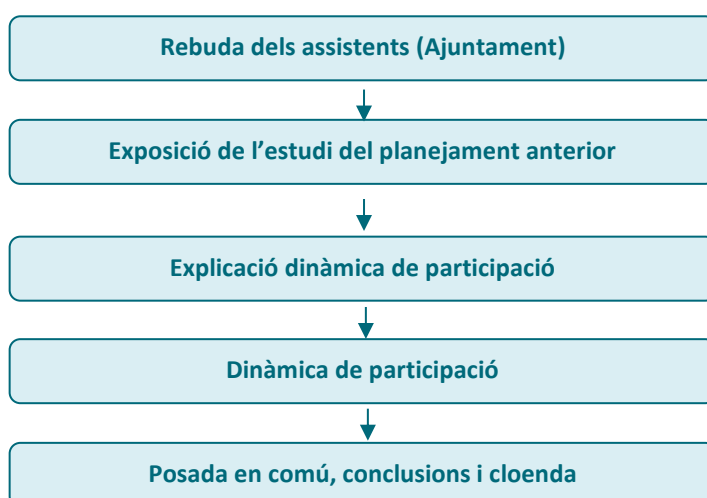 Rebuda dels assistents (Ajuntament)
Exposició de l’estudi del planejament anterior
Explicació dinàmica de participació
Dinàmica de participació
Posada en comú, conclusions i cloenda